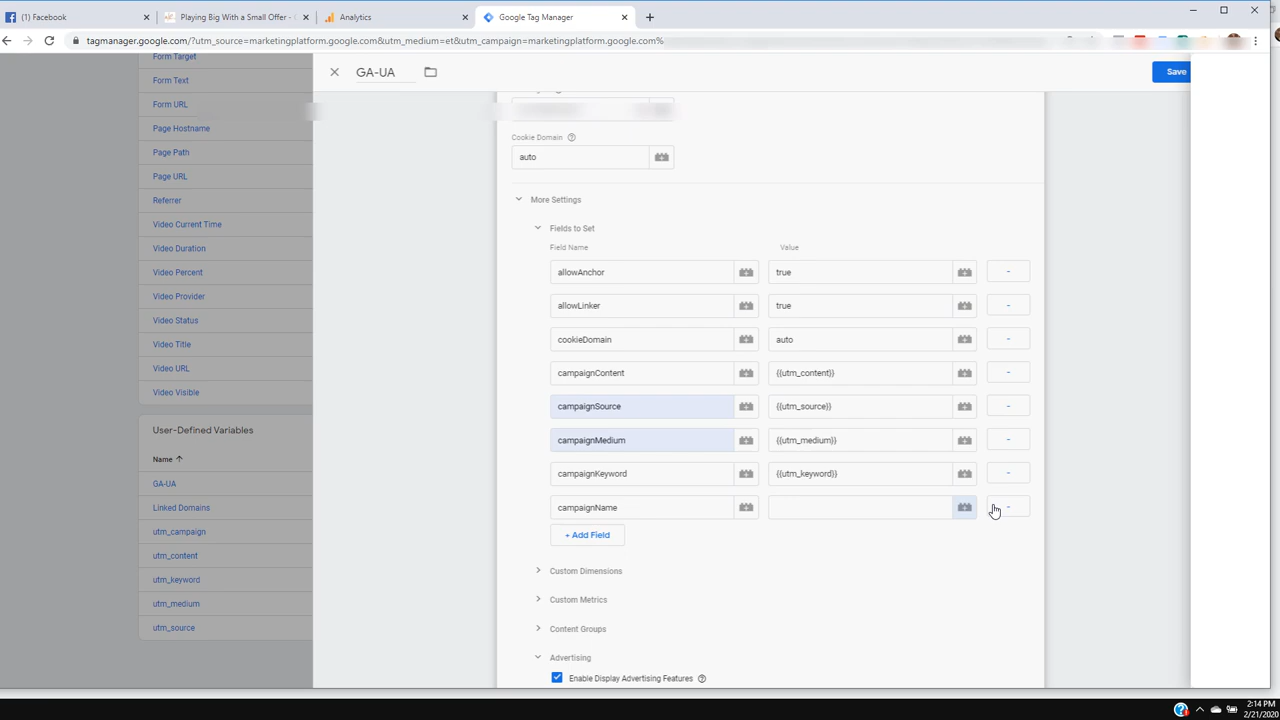 (1) Facebook
Playing Big With a Small Offer -
Analytics
Google Tag Manager
tagmanager.google.com/?utm_source=marketingplatform.google.com&utm_medium=et&utm_campaign=marketingplatform.google.com%
Form Target
Form Text
Form URL
Page Hostname
Page Path
Page URL
Referrer
Video Current Time
Video Duration
Video Percent
Video Provider
Video Status
Video Title
Video URL
Video Visible
User-Defined Variables
Name
GA-UA
Linked Domains
utm_campaign
utm_content
utm_keyword
utm_medium
utm_source
GA-UA
Save
Cookie Domain
auto
More Settings
Fields to Set
Field Name Value
allowAnchor true -
allowLinker true -
cookieDomain auto -
campaignContent {{utm_content}} -
campaignSource {{utm_source}} -
campaignMedium {{utm_medium}} -
campaignKeyword {{utm_keyword}} -
campaignName -
+ Add Field
Custom Dimensions
Custom Metrics
Content Groups
Advertising
Enable Display Advertising Features
2:14 PM
2/21/2020